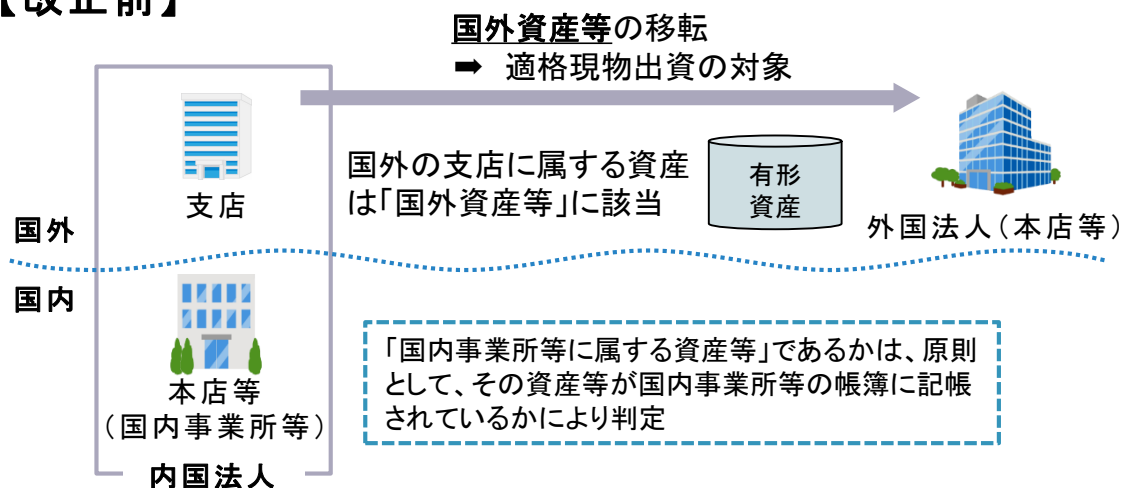 【改正前】
国外資産等の移転
➡ 適格現物出資の対象
支店
国外の支店に属する資産
は「国外資産等」に該当
有形
資産
外国法人(本店等)
国外
国内
本店等
(国内事業所等)
内国法人
「国内事業所等に属する資産等」であるかは、原則
として、その資産等が国内事業所等の帳簿に記帳
されているかにより判定